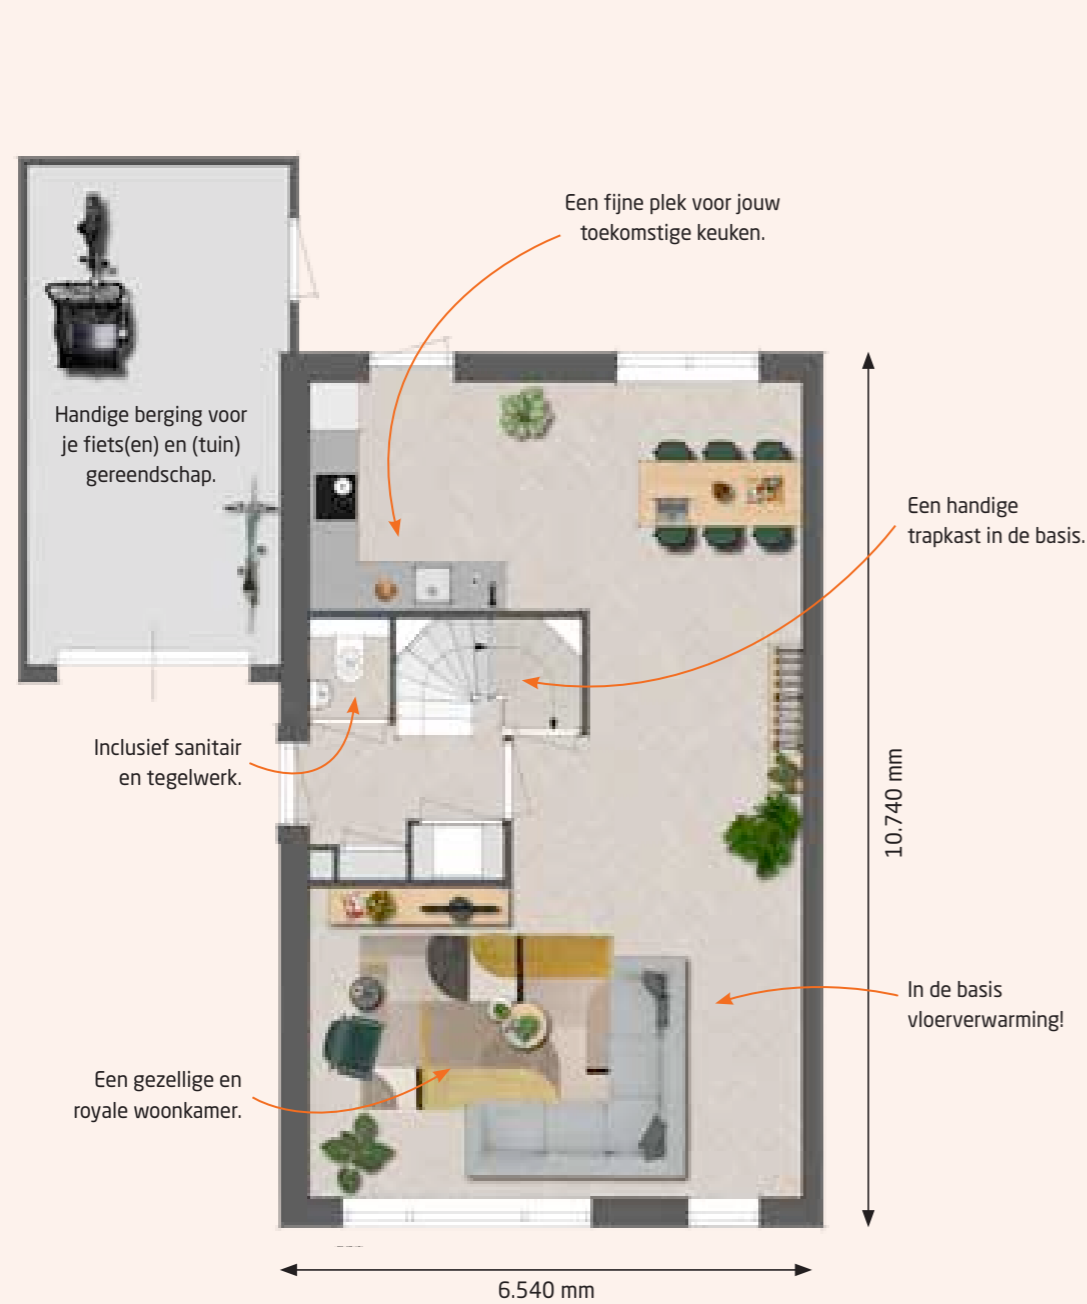 Een fijne plek voor jouw
toekomstige keuken.
Handige berging voor
je fiets(en) en (tuin)
gereendschap.
Een handige
trapkast in de basis.
Inclusief sanitair
en tegelwerk.
10.740 mm
In de basis
vloerverwarming!
Een gezellige en
royale woonkamer.
6.540 mm